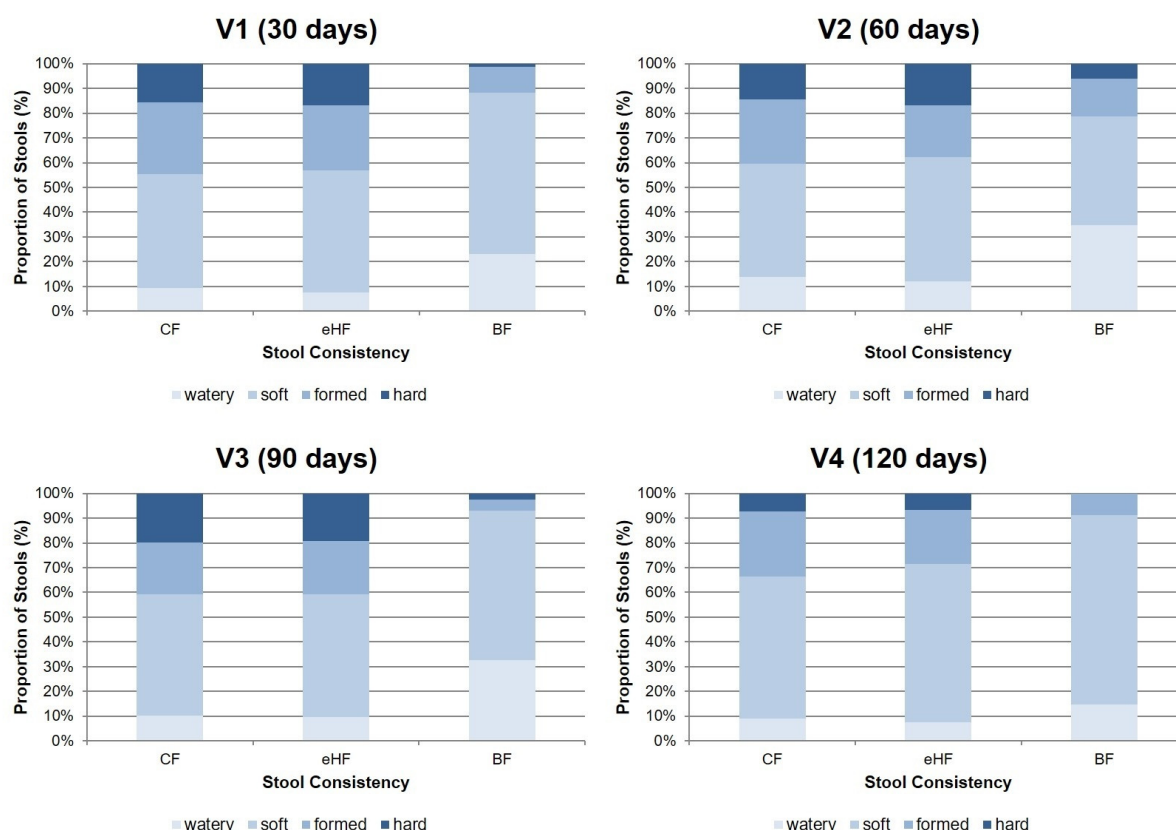 V1 (30 days)
Proportion of Stools (%)
100%
90%
80%
70%
60%
50%
40%
30%
20%
10%
0%
CF eHF BF
Stool Consistency
watery soft formed hard
V2 (60 days)
Proportion of Stools (%)
100%
90%
80%
70%
60%
50%
40%
30%
20%
10%
0%
CF eHF BF
Stool Consistency
watery soft formed hard
V3 (90 days)
Proportion of Stools (%)
100%
90%
80%
70%
60%
50%
40%
30%
20%
10%
0%
CF eHF BF
Stool Consistency
watery soft formed hard
V4 (120 days)
Proportion of Stools (%)
100%
90%
80%
70%
60%
50%
40%
30%
20%
10%
0%
CF eHF BF
Stool Consistency
watery soft formed hard